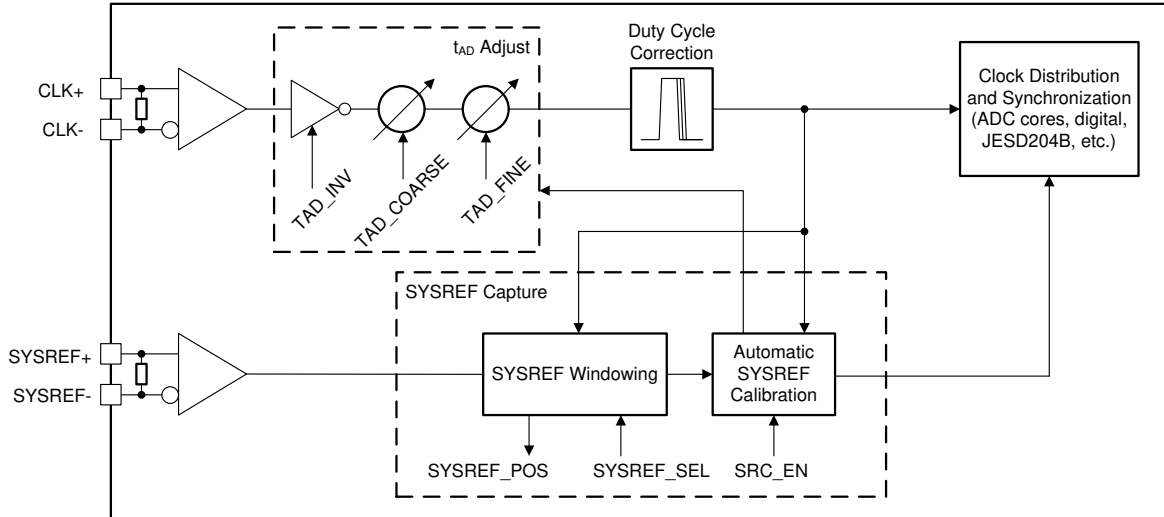 t_AD Adjust
Duty Cycle
Correction
Clock Distribution
and Synchronization
(ADC cores, digital,
JESD204B, etc.)
CLK+
CLK-
TAD_INV
TAD_COARSE
TAD_FINE
SYSREF Capture
SYSREF+
SYSREF-
SYSREF Windowing
Automatic
SYSREF
Calibration
SYSREF_POS
SYSREF_SEL
SRC_EN